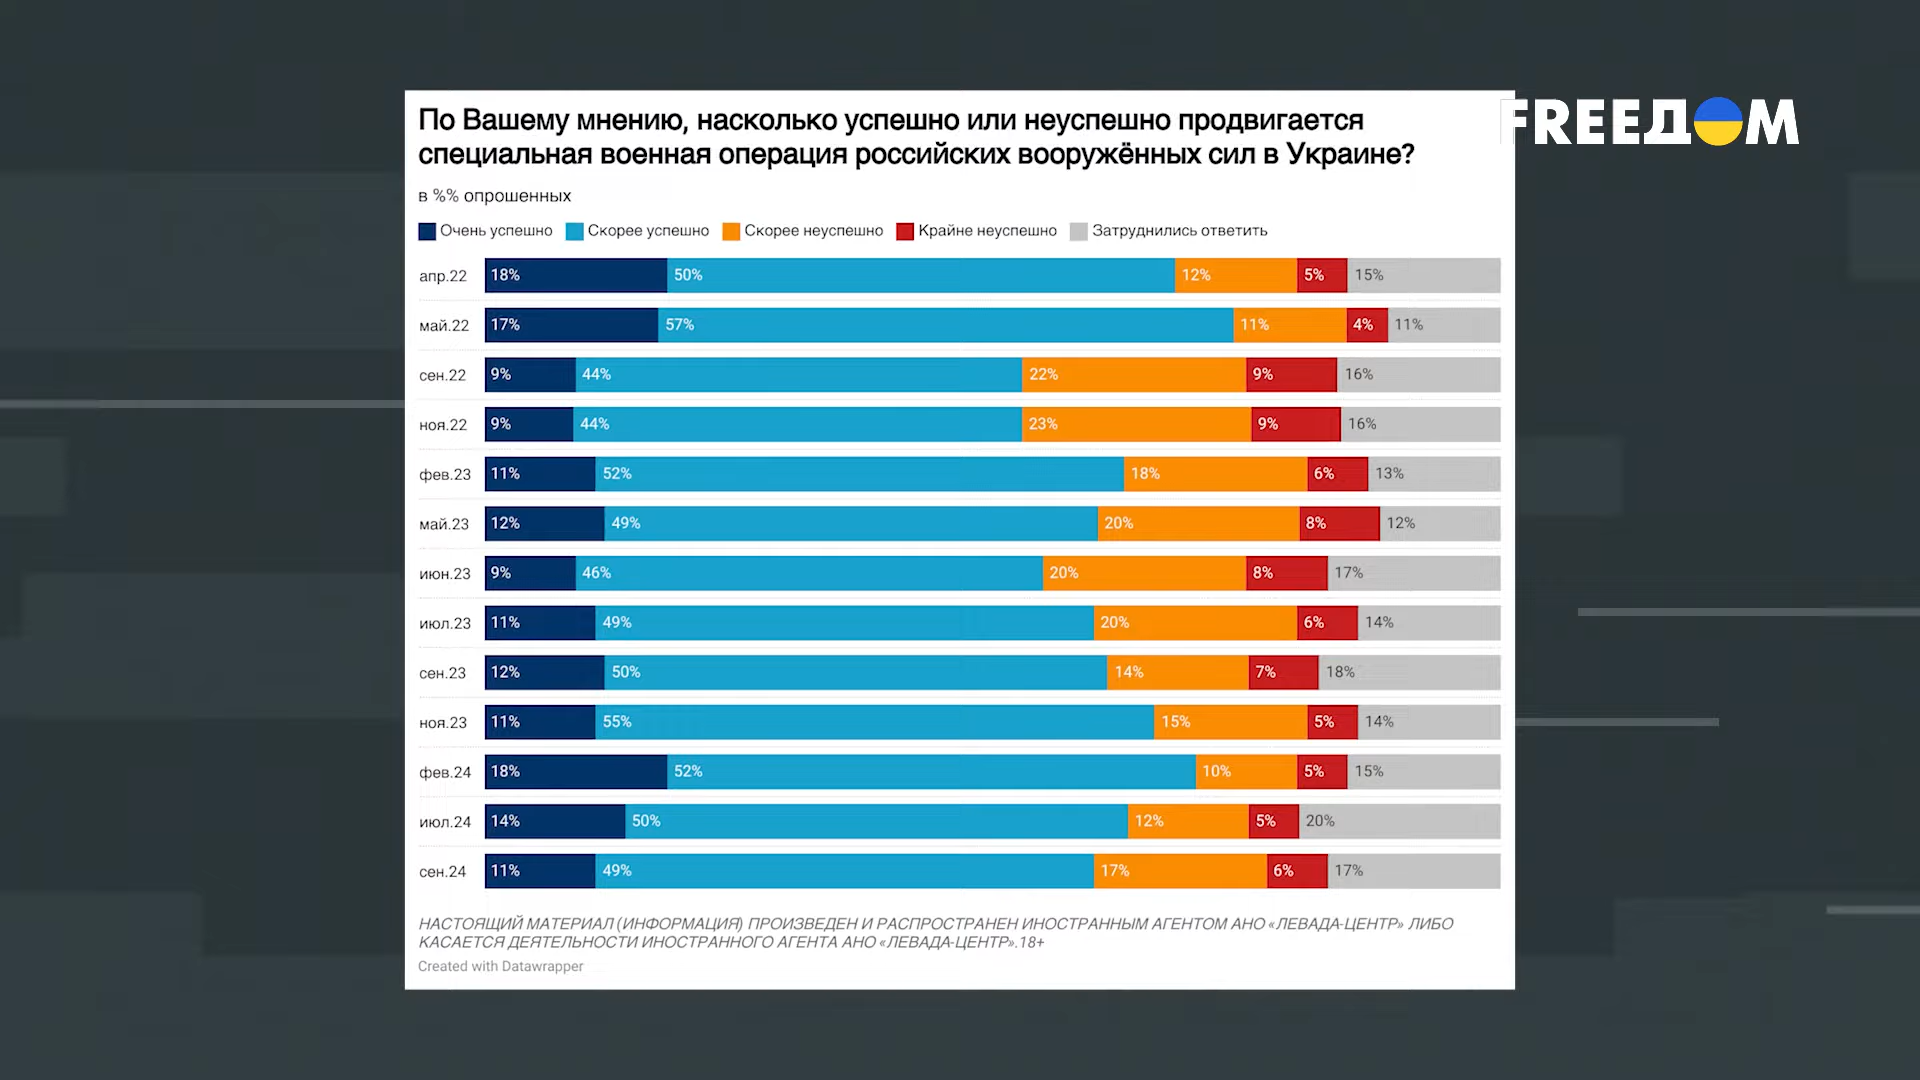 По Вашему мнению, насколько успешно или неуспешно продвигается
специальная военная операция российских вооружённых сил в Украине?
FREEДОМ
в %% опрошенных
Очень успешно Скорее успешно Скорее неуспешно Крайне неуспешно Затруднились ответить
апр.22 18% 50% 12% 5% 15%
май.22 17% 57% 11% 4% 11%
сен.22 9% 44% 22% 9% 16%
ноя.22 9% 44% 23% 9% 16%
фев.23 11% 52% 18% 6% 13%
май.23 12% 49% 20% 8% 12%
июн.23 9% 46% 20% 8% 17%
июл.23 11% 49% 20% 6% 14%
сен.23 12% 50% 14% 7% 18%
ноя.23 11% 55% 15% 5% 14%
фев.24 18% 52% 10% 5% 15%
июл.24 14% 50% 12% 5% 20%
сен.24 11% 49% 17% 6% 17%
НАСТОЯЩИЙ МАТЕРИАЛ (ИНФОРМАЦИЯ) ПРОИЗВЕДЕН И РАСПРОСТРАНЕН ИНОСТРАННЫМ АГЕНТОМ АНО «ЛЕВАДА-ЦЕНТР» ЛИБО
КАСАЕТСЯ ДЕЯТЕЛЬНОСТИ ИНОСТРАННОГО АГЕНТА АНО «ЛЕВАДА-ЦЕНТР».18+
Created with Datawrapper